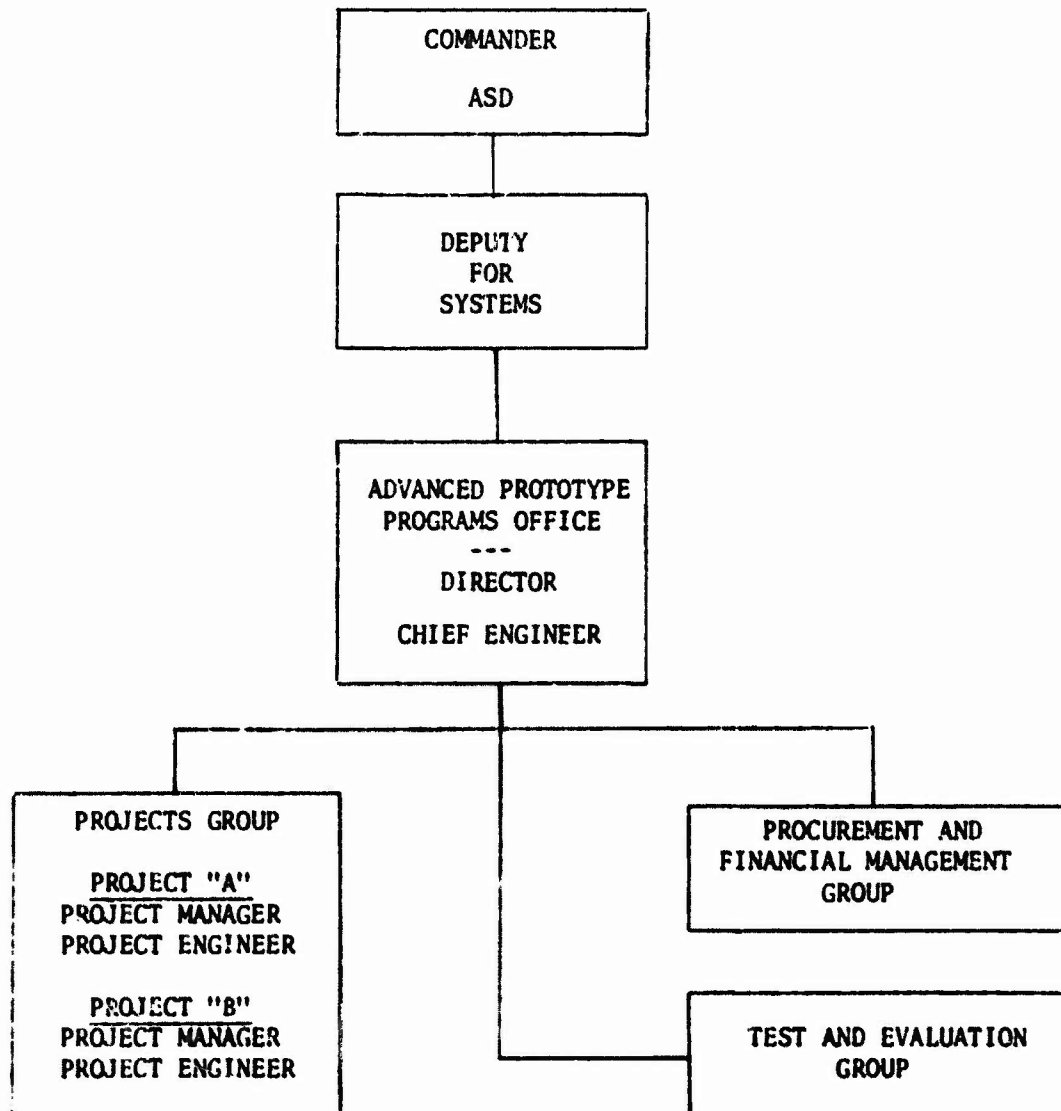 COMMANDER
ASD
DEPUTY
FOR
SYSTEMS
ADVANCED PROTOTYPE
PROGRAMS OFFICE
---
DIRECTOR
CHIEF ENGINEER
PROJECTS GROUP
PROJECT "A"
PROJECT MANAGER
PROJECT ENGINEER
PROJECT "B"
PROJECT MANAGER
PROJECT ENGINEER
PROCUREMENT AND
FINANCIAL MANAGEMENT
GROUP
TEST AND EVALUATION
GROUP